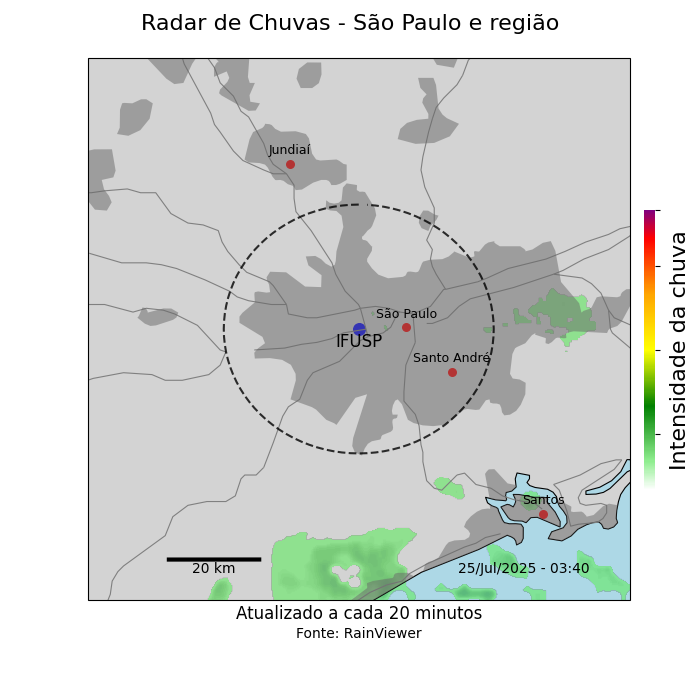 Radar de Chuvas - São Paulo e região
Jundiaí
São Paulo
IFUSP
Santo André
Intensidade da chuva
Santos
20 km
25/Jul/2025 - 03:40
Atualizado a cada 20 minutos
Fonte: RainViewer